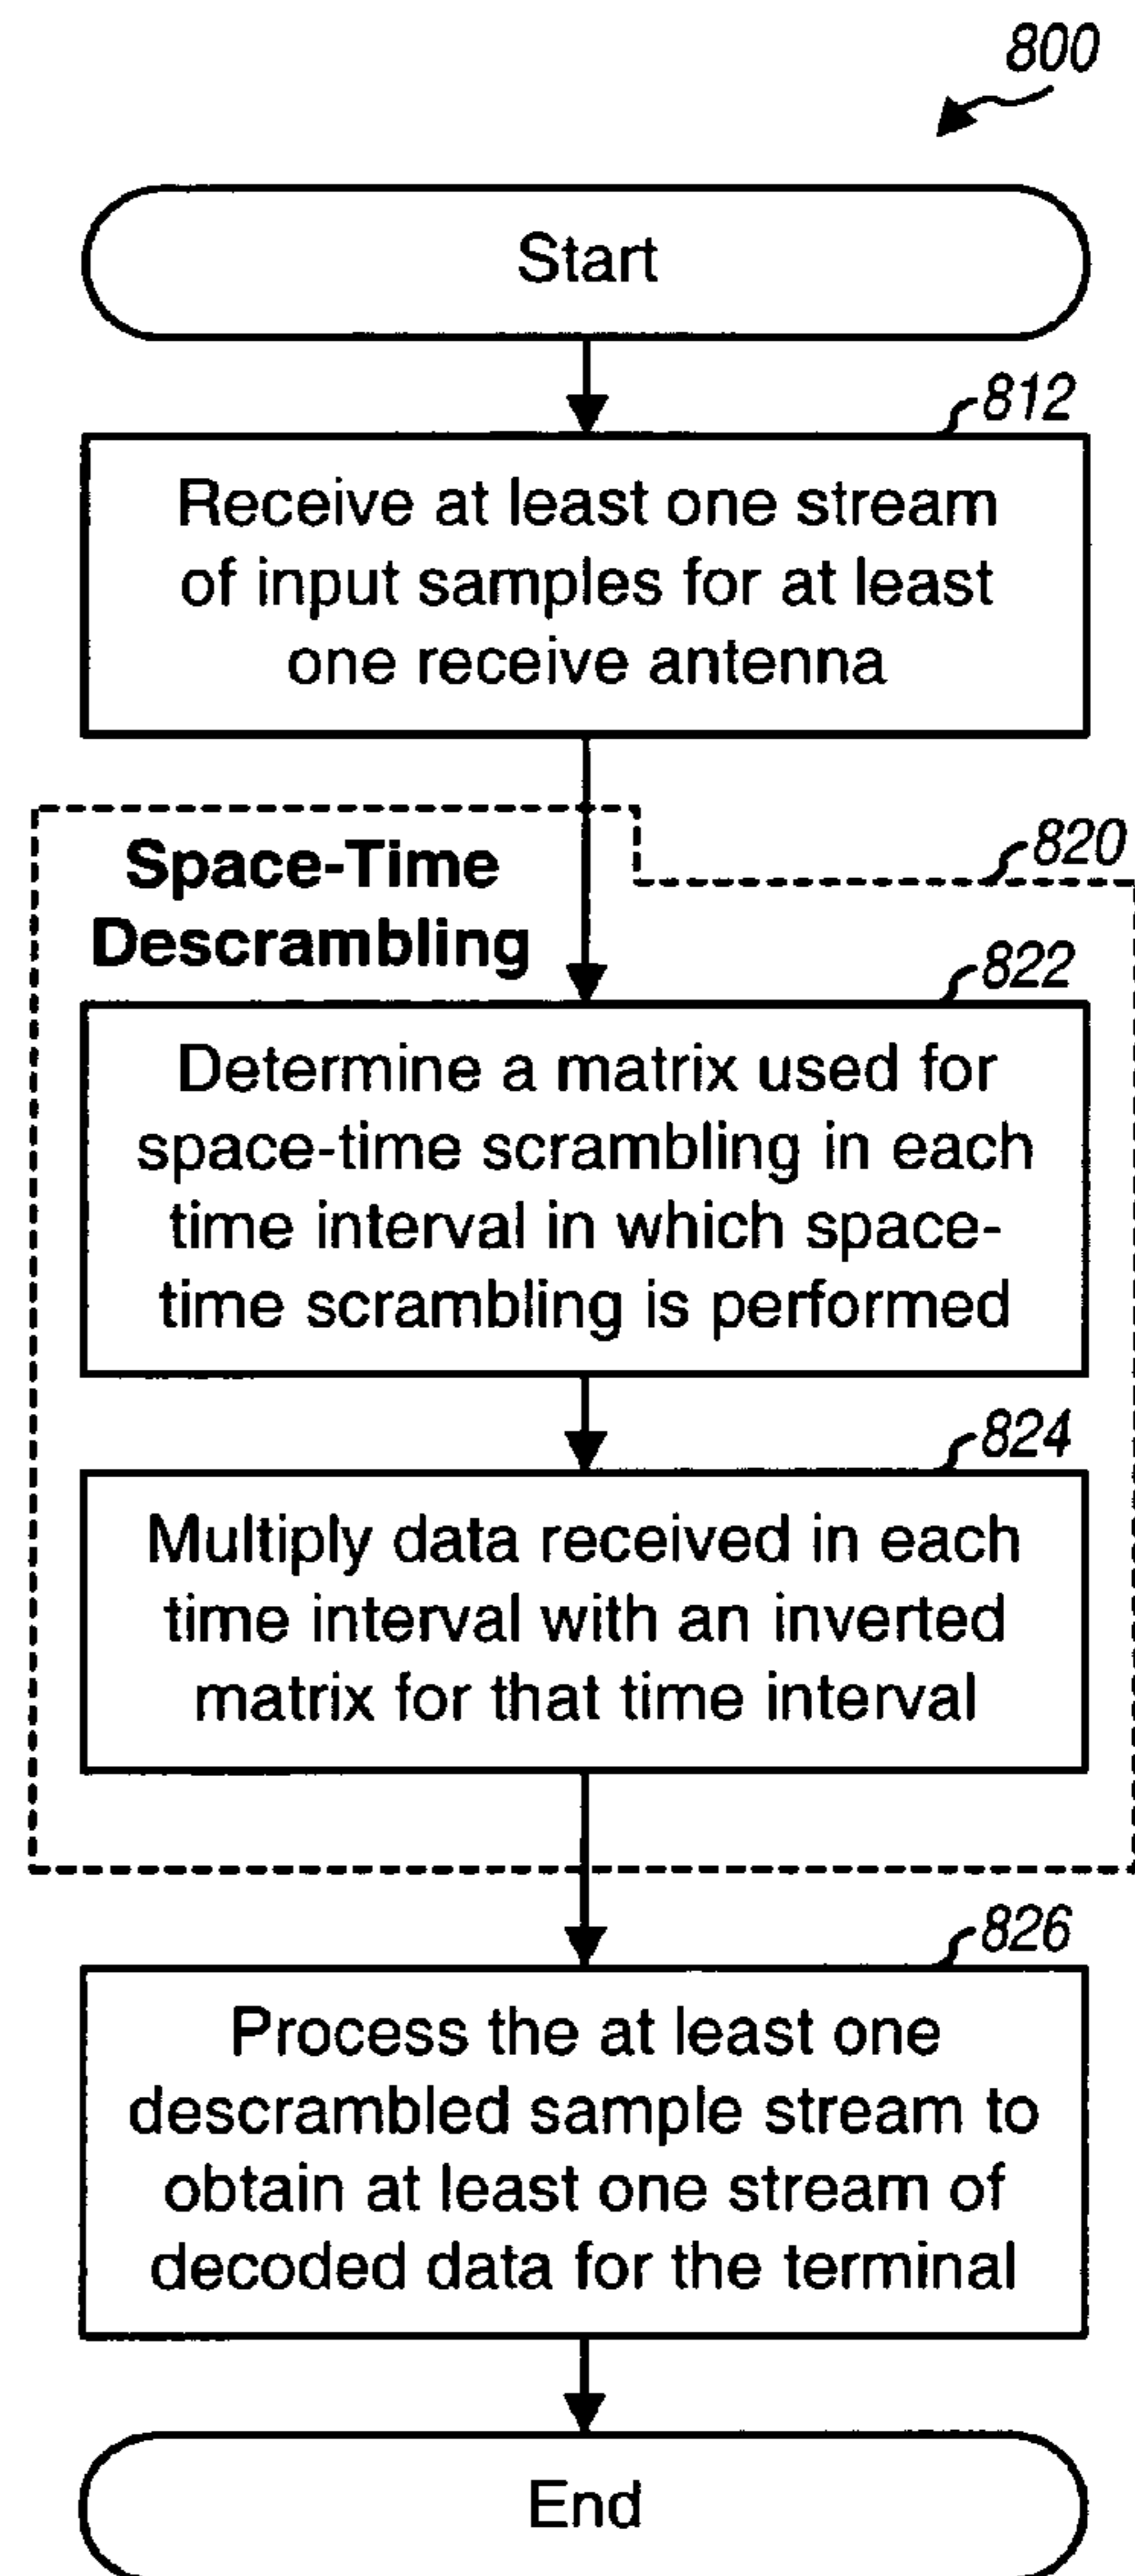 800
Start
812
Receive at least one stream
of input samples for at least
one receive antenna
Space-Time
Descrambling
820
822
Determine a matrix used for
space-time scrambling in each
time interval in which space-
time scrambling is performed
824
Multiply data received in each
time interval with an inverted
matrix for that time interval
826
Process the at least one
descrambled sample stream to
obtain at least one stream of
decoded data for the terminal
End